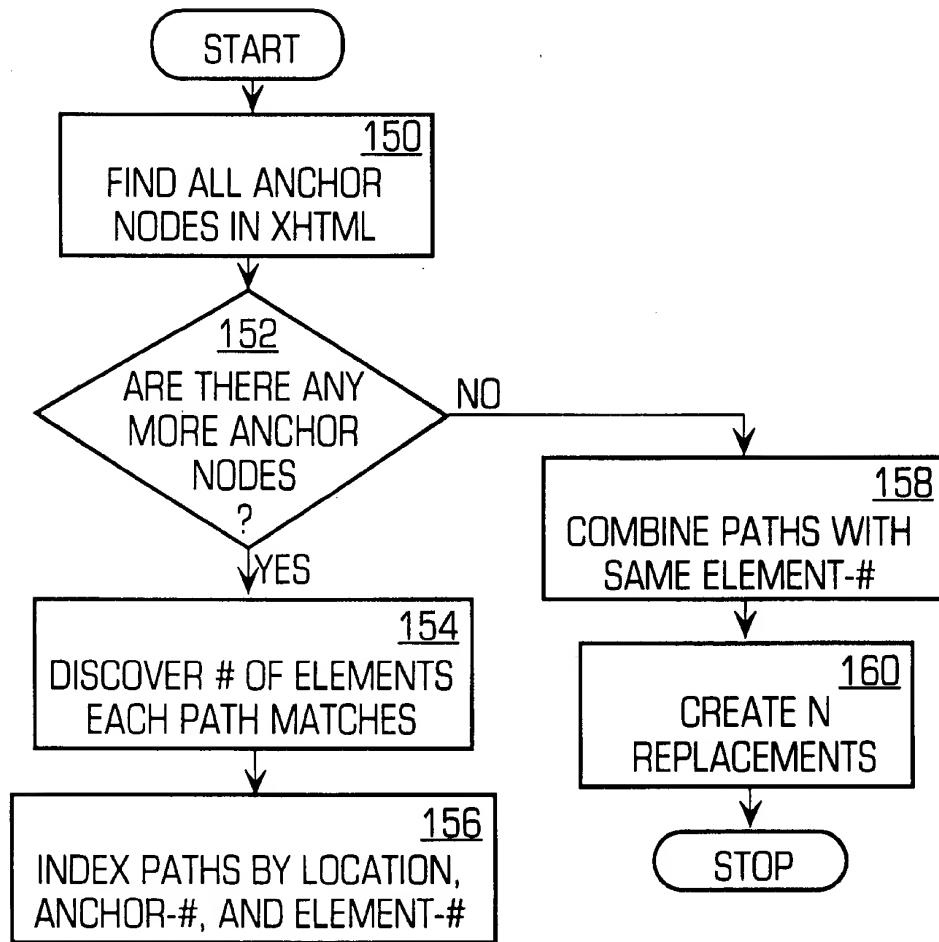 START
150
FIND ALL ANCHOR
NODES IN XHTML
152
ARE THERE ANY
MORE ANCHOR
NODES
?
NO
YES
154
DISCOVER # OF ELEMENTS
EACH PATH MATCHES
156
INDEX PATHS BY LOCATION,
ANCHOR-#, AND ELEMENT-#
158
COMBINE PATHS WITH
SAME ELEMENT-#
160
CREATE N
REPLACEMENTS
STOP